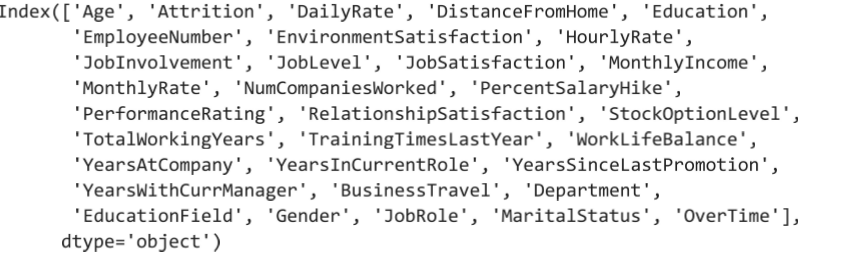 Index(['Age', 'Attrition', 'DailyRate', 'DistanceFromHome', 'Education',
'EmployeeNumber', 'EnvironmentSatisfaction', 'HourlyRate',
'JobInvolvement', 'JobLevel', 'JobSatisfaction', 'MonthlyIncome',
'MonthlyRate', 'NumCompaniesWorked', 'PercentSalaryHike',
'PerformanceRating', 'RelationshipSatisfaction', 'StockOptionLevel',
'TotalWorkingYears', 'TrainingTimesLastYear', 'WorkLifeBalance',
'YearsAtCompany', 'YearsInCurrentRole', 'YearsSinceLastPromotion',
'YearsWithCurrManager', 'BusinessTravel', 'Department',
'EducationField', 'Gender', 'JobRole', 'MaritalStatus', 'OverTime'],
dtype='object')